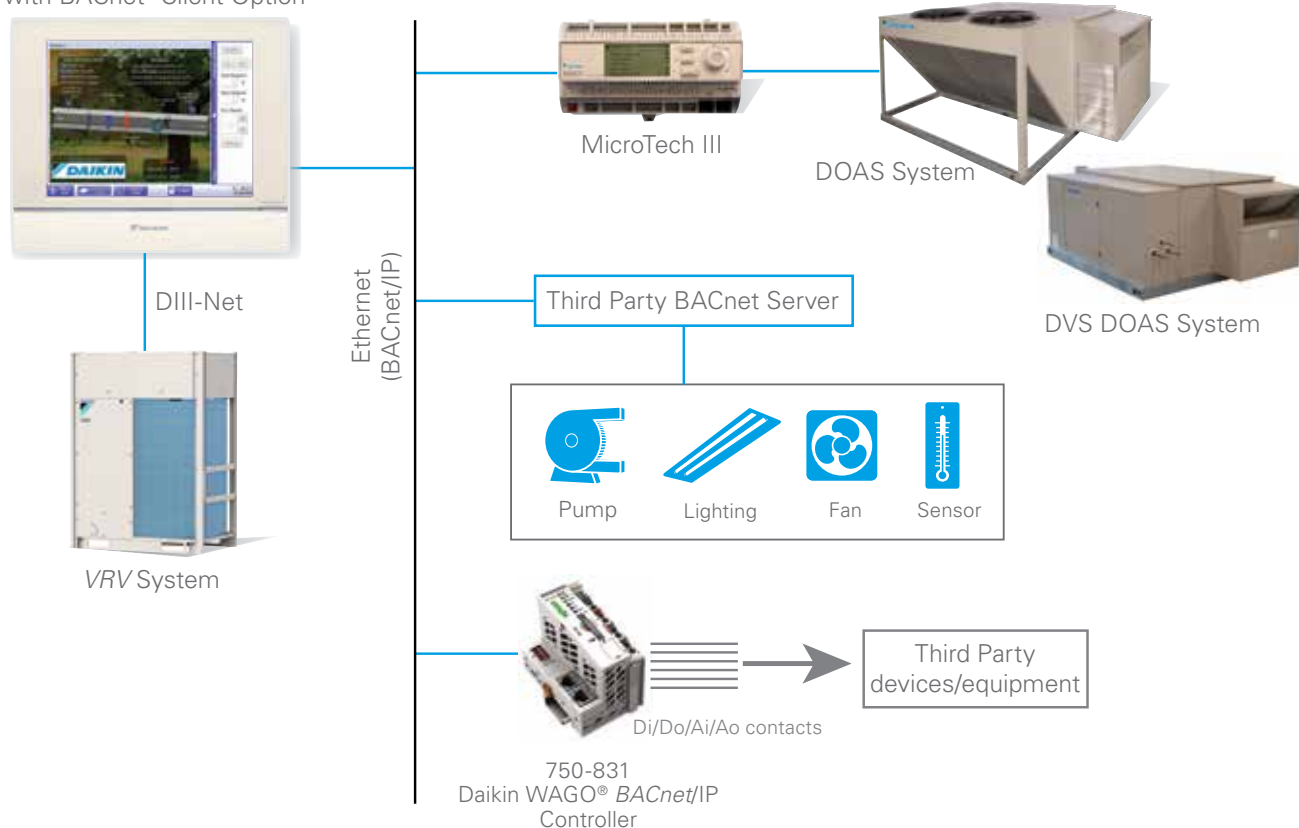 with BACnet® Client Option
DAIKIN
MicroTech III
DOAS System
DVS DOAS System
DIII-Net
Ethernet
(BACnet/IP)
Third Party BACnet Server
Pump
Lighting
Fan
Sensor
VRV System
Di/Do/Ai/Ao contacts
Third Party
devices/equipment
750-831
Daikin WAGO® BACnet/IP
Controller